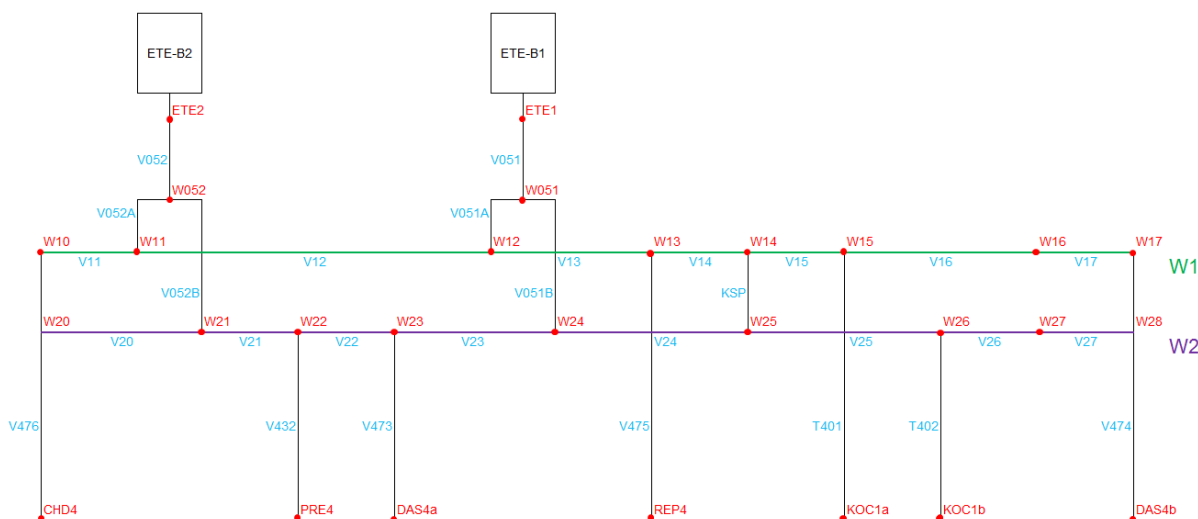 ETE-B2
ETE-B1
ETE2
ETE1
V052
V051
W052
W051
V052A
V051A
W10
W11
W12
W13
W14
W15
W16
W17
V11
V12
V13
V14
V15
V16
V17
W1
V052B
V051B
KSP
W20
W21
W22
W23
W24
W25
W26
W27
W28
V20
V21
V22
V23
V24
V25
V26
V27
W2
V476
V432
V473
V475
T401
T402
V474
CHD4
PRE4
DAS4a
REP4
KOC1a
KOC1b
DAS4b